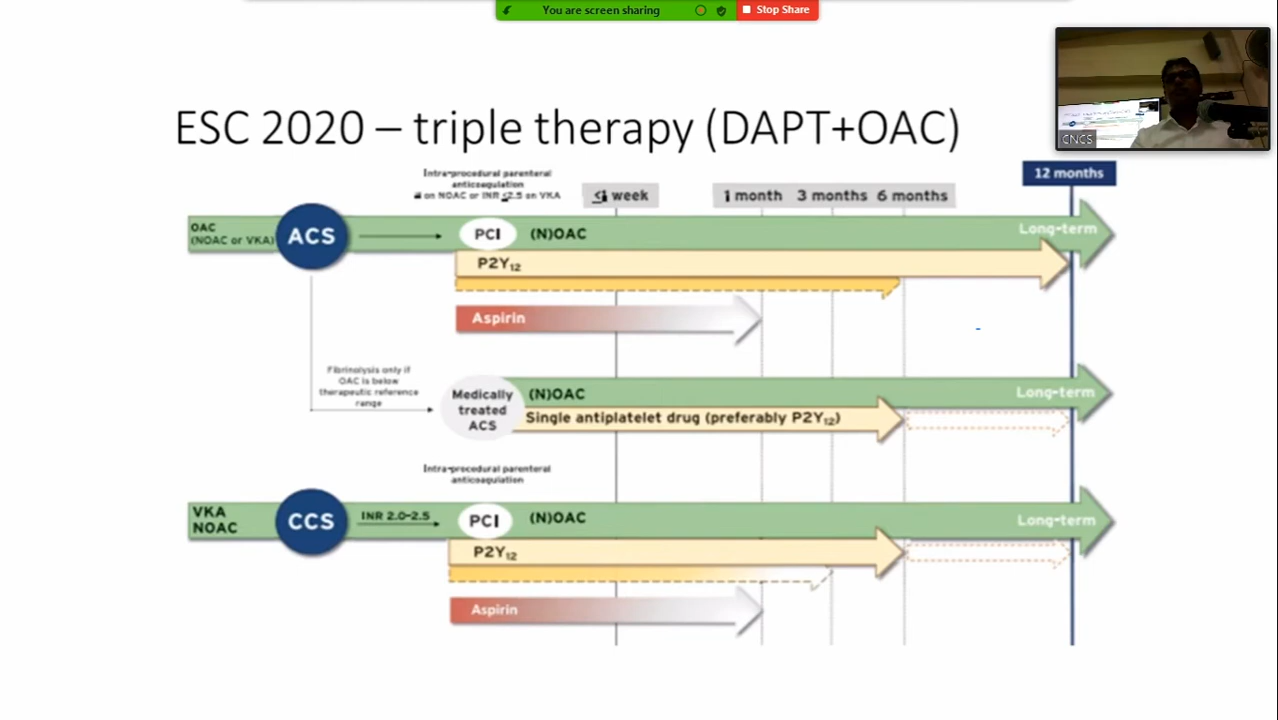 You are screen sharing
Stop Share
CNCS
ESC 2020 – triple therapy (DAPT+OAC)
12 months
Intra-procedural parenteral
anticoagulation
on NOAC or INR ≤2.5 on VKA
≤1 week
1 month 3 months 6 months
OAC
(NOAC or VKA)
ACS
PCI
(N)OAC
Long-term
P2Y₁₂
Aspirin
Fibrinolysis only if
OAC is below
therapeutic reference
range
Medically
treated
ACS
(N)OAC
Long-term
Single antiplatelet drug (preferably P2Y₁₂)
Intra-procedural parenteral
anticoagulation
VKA
NOAC
CCS
INR 2.0–2.5
PCI
(N)OAC
Long-term
P2Y₁₂
Aspirin